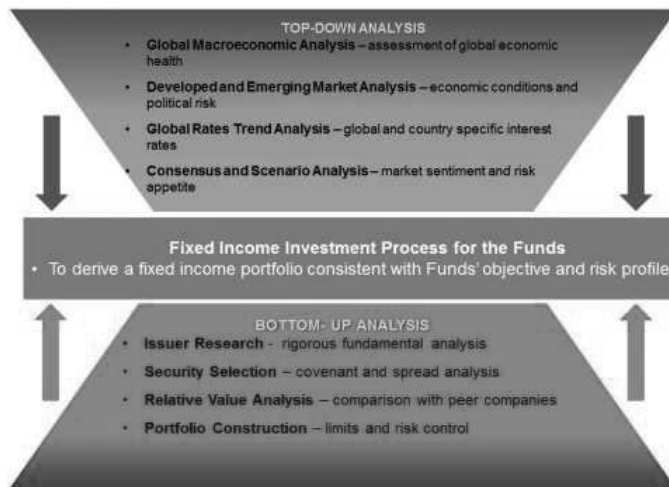 TOP-DOWN ANALYSIS
• Global Macroeconomic Analysis – assessment of global economic
health
• Developed and Emerging Market Analysis – economic conditions and
political risk
• Global Rates Trend Analysis – global and country specific interest
rates
• Consensus and Scenario Analysis – market sentiment and risk
appetite
Fixed Income Investment Process for the Funds
• To derive a fixed income portfolio consistent with Funds' objective and risk profile
BOTTOM- UP ANALYSIS
• Issuer Research - rigorous fundamental analysis
• Security Selection – covenant and spread analysis
• Relative Value Analysis – comparison with peer companies
• Portfolio Construction – limits and risk control